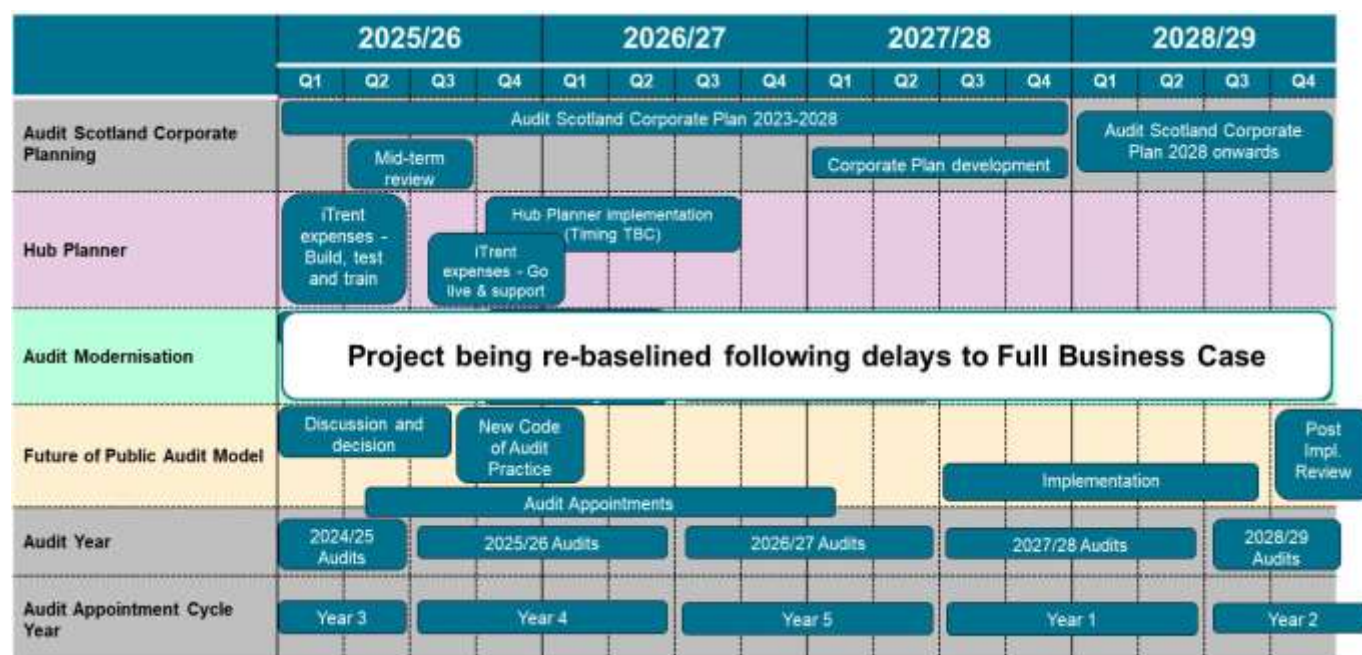 2025/26 2026/27 2027/28 2028/29
Q1 Q2 Q3 Q4 Q1 Q2 Q3 Q4 Q1 Q2 Q3 Q4 Q1 Q2 Q3 Q4
Audit Scotland Corporate
Planning
Audit Scotland Corporate Plan 2023-2028
Mid-term
review
Corporate Plan development
Audit Scotland Corporate
Plan 2028 onwards
Hub Planner
iTrent
expenses -
Build, test
and train
Hub Planner implementation
(Timing TBC)
iTrent
expenses - Go
live & support
Audit Modernisation
Project being re-baselined following delays to Full Business Case
Future of Public Audit Model
Discussion and
decision
New Code
of Audit
Practice
Audit Appointments
Implementation
Post
Impl.
Review
Audit Year
2024/25
Audits
2025/26 Audits
2026/27 Audits
2027/28 Audits
2028/29
Audits
Audit Appointment Cycle
Year
Year 3
Year 4
Year 5
Year 1
Year 2